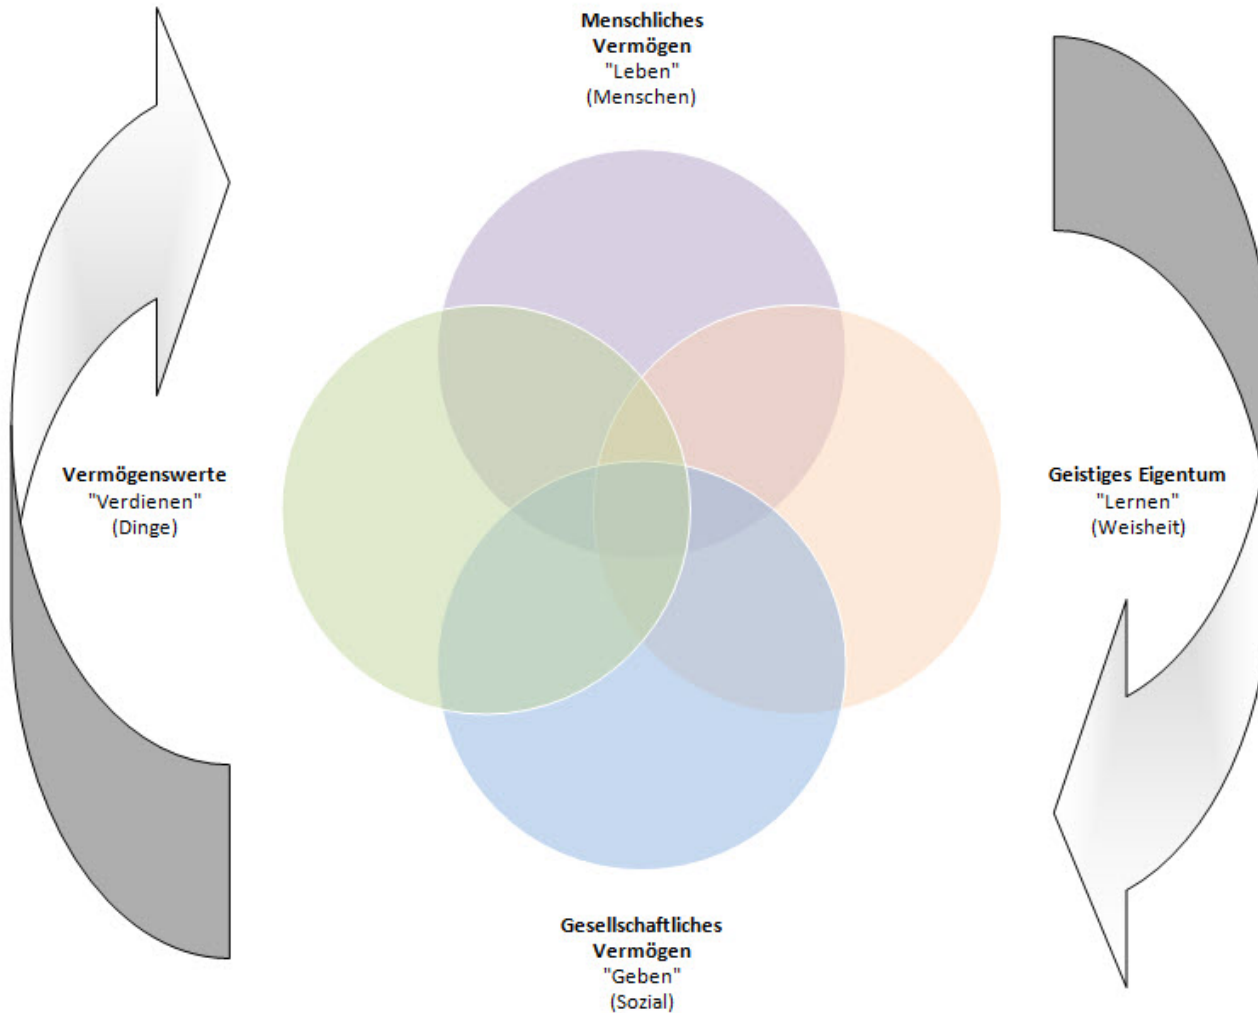 Menschliches
Vermögen
"Leben"
(Menschen)
Vermögenswerte
"Verdienen"
(Dinge)
Geistiges Eigentum
"Lernen"
(Weisheit)
Gesellschaftliches
Vermögen
"Geben"
(Sozial)